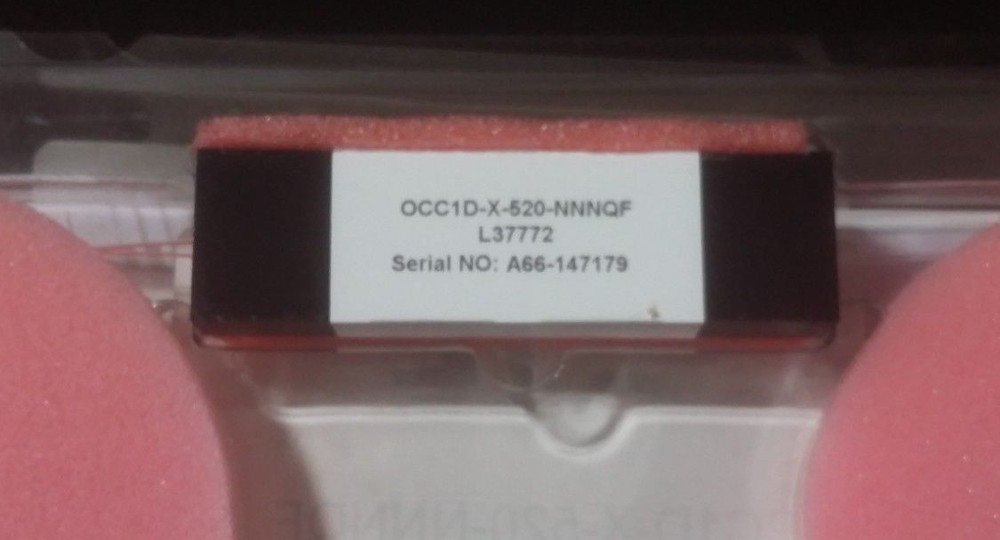 OCC1D-X-520-NNNQF
L37772
Serial NO: A66-147179